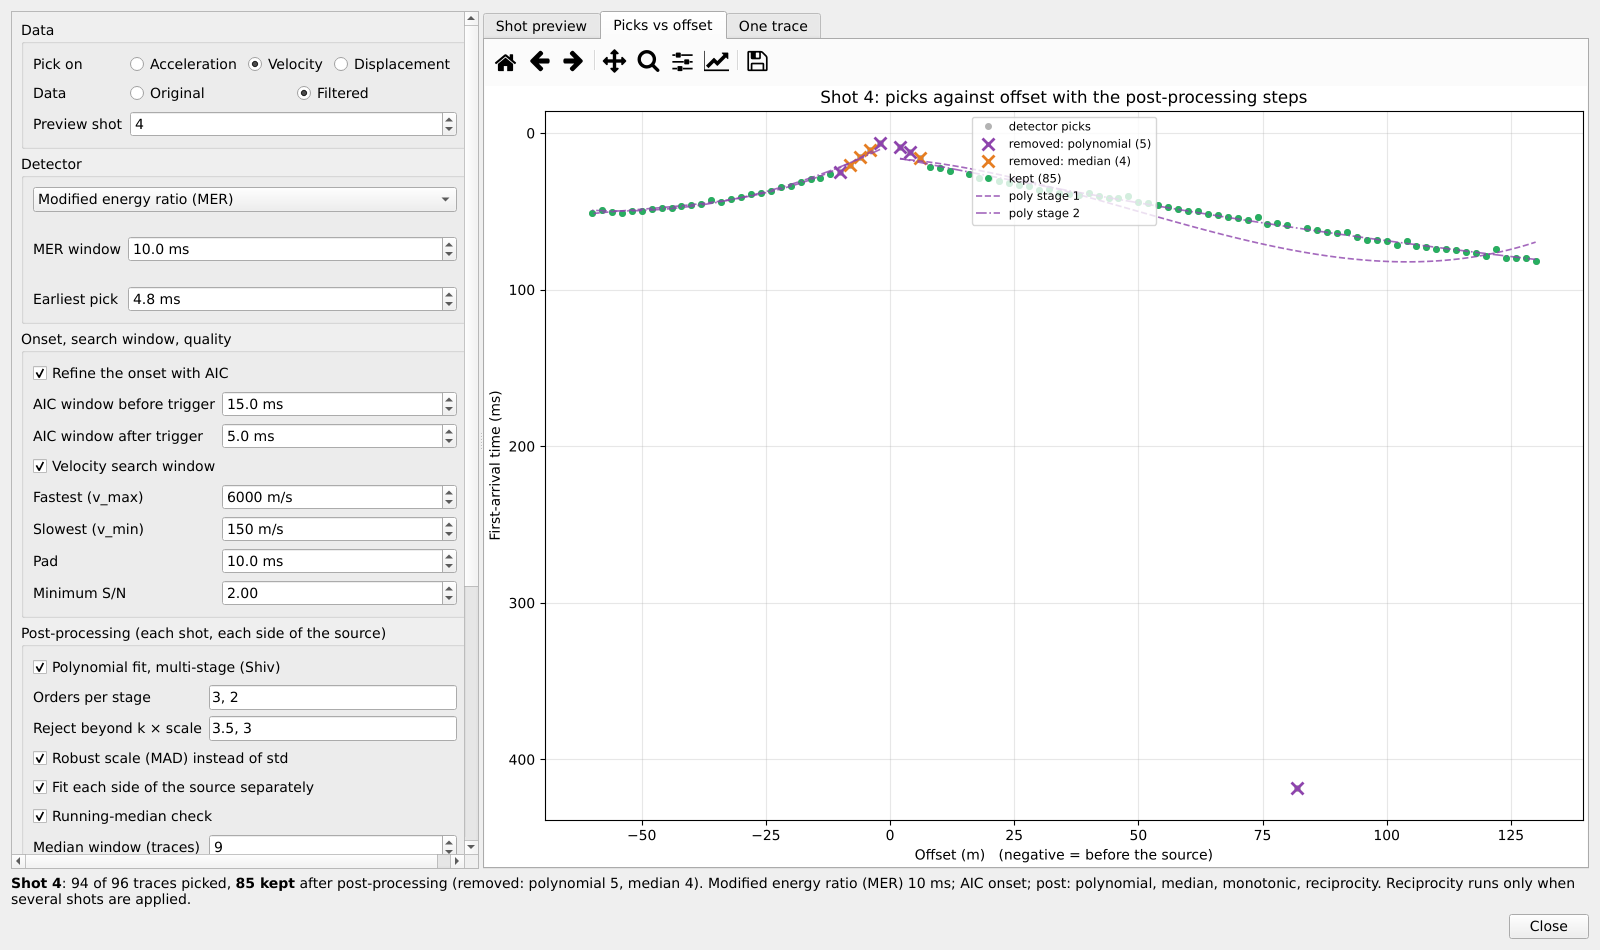 Data
Pick on
Acceleration
Velocity
Displacement
Data
Original
Filtered
Preview shot
4
Detector
Modified energy ratio (MER)
MER window
10.0 ms
Earliest pick
4.8 ms
Onset, search window, quality
Refine the onset with AIC
AIC window before trigger
15.0 ms
AIC window after trigger
5.0 ms
Velocity search window
Fastest (v_max)
6000 m/s
Slowest (v_min)
150 m/s
Pad
10.0 ms
Minimum S/N
2.00
Post-processing (each shot, each side of the source)
Polynomial fit, multi-stage (Shiv)
Orders per stage
3, 2
Reject beyond k × scale
3.5, 3
Robust scale (MAD) instead of std
Fit each side of the source separately
Running-median check
Median window (traces)
9
Shot preview
Picks vs offset
One trace
Shot 4: picks against offset with the post-processing steps
detector picks
removed: polynomial (5)
removed: median (4)
kept (85)
poly stage 1
poly stage 2
First-arrival time (ms)
0
100
200
300
400
−50
−25
0
25
50
75
100
125
Offset (m)   (negative = before the source)
Shot 4: 94 of 96 traces picked, 85 kept after post-processing (removed: polynomial 5, median 4). Modified energy ratio (MER) 10 ms; AIC onset; post: polynomial, median, monotonic, reciprocity. Reciprocity runs only when
several shots are applied.
Close